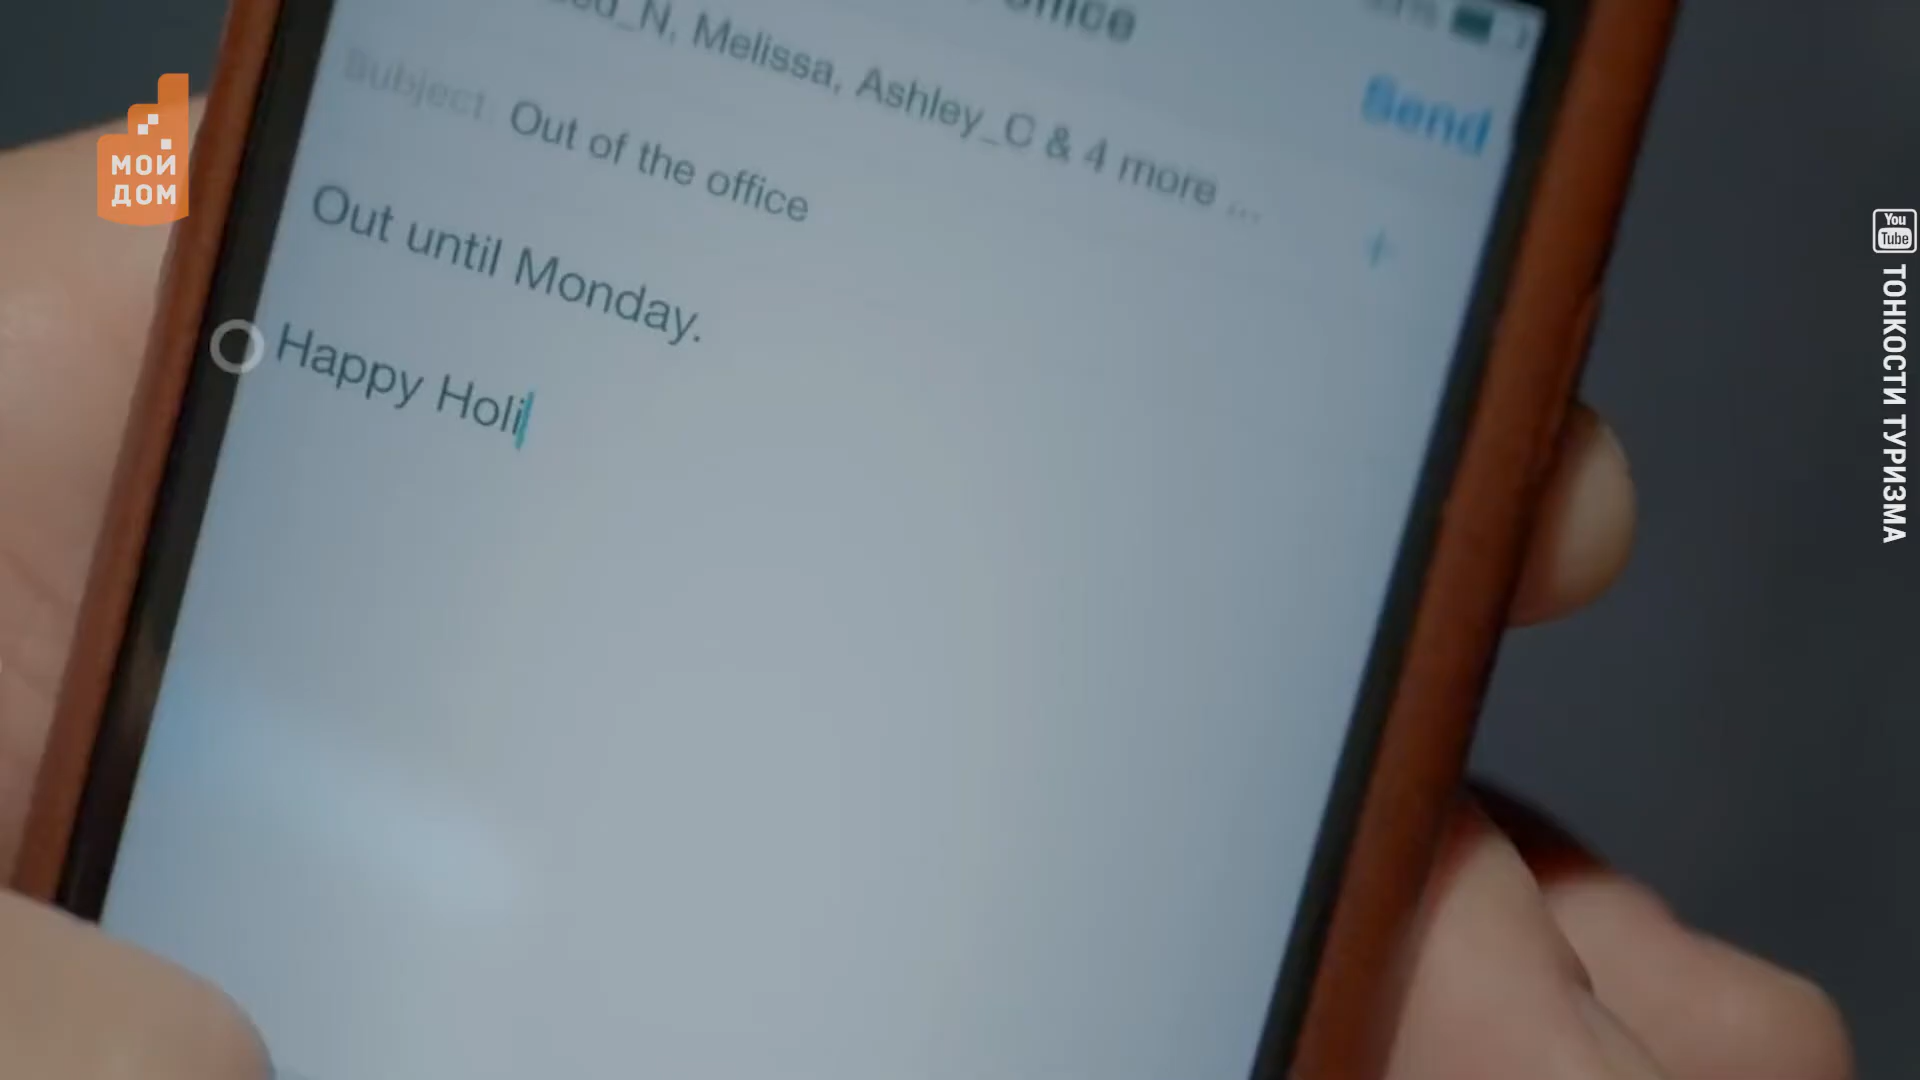 office
Melissa, Ashley_C & 4 more ...
Send
Subject: Out of the office
Out until Monday.
Happy Holi
МОЙ
ДОМ
You
Tube
ТОНКОСТИ ТУРИЗМА